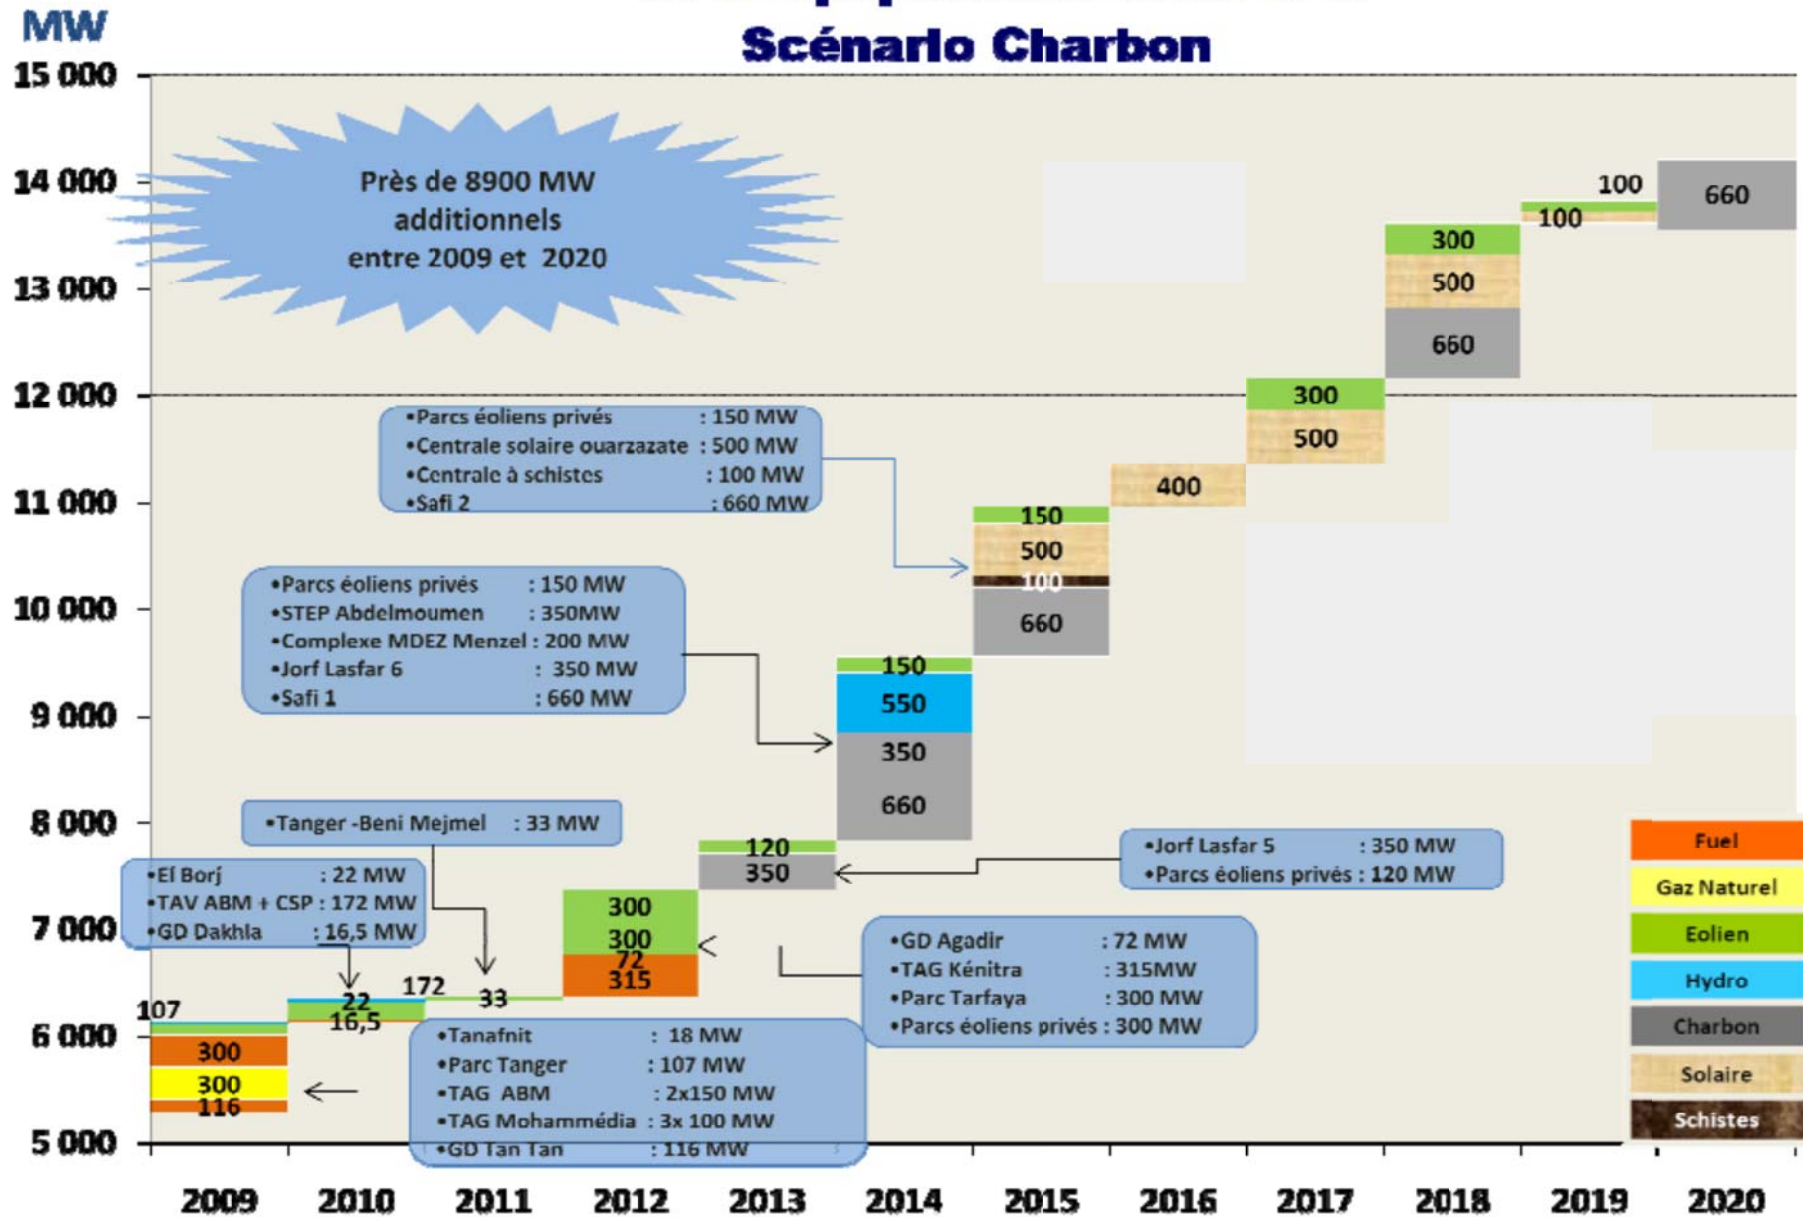 MW
Scénario Charbon
15 000
14 000
13 000
12 000
11 000
10 000
9 000
8 000
7 000
6 000
5 000
Près de 8900 MW
additionnels
entre 2009 et 2020
•Parcs éoliens privés : 150 MW
•Centrale solaire ouarzazate : 500 MW
•Centrale à schistes : 100 MW
•Safi 2 : 660 MW
•Parcs éoliens privés : 150 MW
•STEP Abdelmoumen : 350MW
•Complexe MDEZ Menzel : 200 MW
•Jorf Lasfar 6 : 350 MW
•Safi 1 : 660 MW
•Tanger -Beni Mejmel : 33 MW
•El Borj : 22 MW
•TAV ABM + CSP : 172 MW
•GD Dakhla : 16,5 MW
•Jorf Lasfar 5 : 350 MW
•Parcs éoliens privés : 120 MW
•GD Agadir : 72 MW
•TAG Kénitra : 315MW
•Parc Tarfaya : 300 MW
•Parcs éoliens privés : 300 MW
•Tanafnit : 18 MW
•Parc Tanger : 107 MW
•TAG ABM : 2x150 MW
•TAG Mohammédia : 3x 100 MW
•GD Tan Tan : 116 MW
107
300
300
116
22
16,5
172
33
300
300
72
315
120
350
150
550
350
660
150
500
100
660
400
300
500
300
500
660
100
100
660
Fuel
Gaz Naturel
Eolien
Hydro
Charbon
Solaire
Schistes
2009 2010 2011 2012 2013 2014 2015 2016 2017 2018 2019 2020